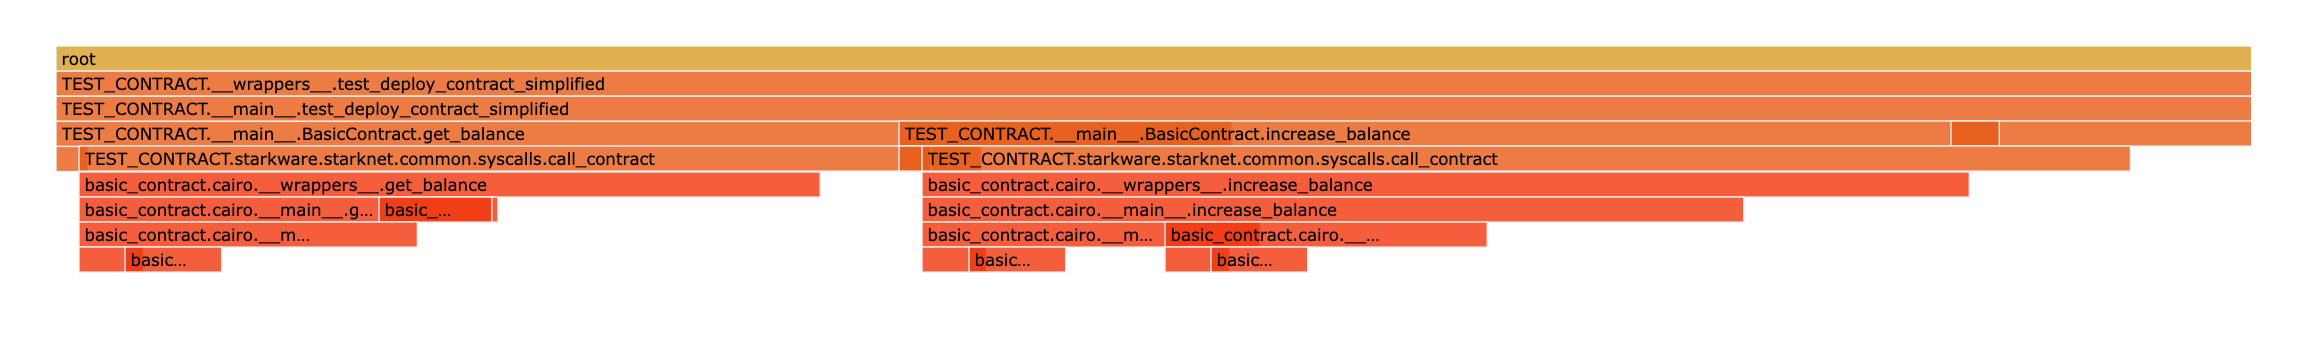 root
TEST_CONTRACT.__wrappers__.test_deploy_contract_simplified
TEST_CONTRACT.__main__.test_deploy_contract_simplified
TEST_CONTRACT.__main__.BasicContract.get_balance TEST_CONTRACT.__main__.BasicContract.increase_balance
TEST_CONTRACT.starkware.starknet.common.syscalls.call_contract TEST_CONTRACT.starkware.starknet.common.syscalls.call_contract
basic_contract.cairo.__wrappers__.get_balance basic_contract.cairo.__wrappers__.increase_balance
basic_contract.cairo.__main__.g... basic_... basic_contract.cairo.__main__.increase_balance
basic_contract.cairo.__m... basic_contract.cairo.__m... basic_contract.cairo.__...
basic... basic... basic...